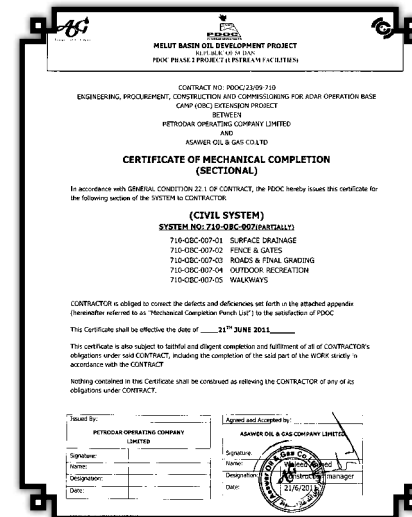 PDOC
MELUT BASIN OIL DEVELOPMENT PROJECT
REPUBLIC OF SUDAN
PDOC PHASE 2 PROJECT (UPSTREAM FACILITIES)
CONTRACT NO: PDOC/23/09-710
ENGINEERING, PROCUREMENT, CONSTRUCTION AND COMMISSIONING FOR ADAR OPERATION BASE
CAMP (OBC) EXTENSION PROJECT
BETWEEN
PETRODAR OPERATING COMPANY LIMITED
AND
ASAWER OIL & GAS CO.LTD
CERTIFICATE OF MECHANICAL COMPLETION
(SECTIONAL)
In accordance with GENERAL CONDITION 22.1 OF CONTRACT, the PDOC hereby issues this certificate for
the following section of the SYSTEM to CONTRACTOR
(CIVIL SYSTEM)
SYSTEM NO: 710-OBC-007(PARTIALLY)
710-OBC-007-01 SURFACE DRAINAGE
710-OBC-007-02 FENCE & GATES
710-OBC-007-03 ROADS & FINAL GRADING
710-OBC-007-04 OUTDOOR RECREATION
710-OBC-007-05 WALKWAYS
CONTRACTOR is obliged to correct the defects and deficiencies set forth in the attached appendix
(hereinafter referred to as "Mechanical Completion Punch List") to the satisfaction of PDOC
This Certificate shall be effective the date of ____21TH JUNE 2011______
This certificate is also subject to faithful and diligent completion and fulfillment of all of CONTRACTOR's
obligations under said CONTRACT, including the completion of the said part of the WORK strictly in
accordance with the CONTRACT
Nothing contained in this Certificate shall be construed as relieving the CONTRACTOR of any of its
obligations under CONTRACT.
Issued By:
PETRODAR OPERATING COMPANY
LIMITED
Signature:
Name:
Designation:
Date:
Agreed and Accepted by:
ASAWER OIL & GAS COMPANY LIMITED
Signature:
Name: Waleed
Designation: manager
Date: 21/6/2011